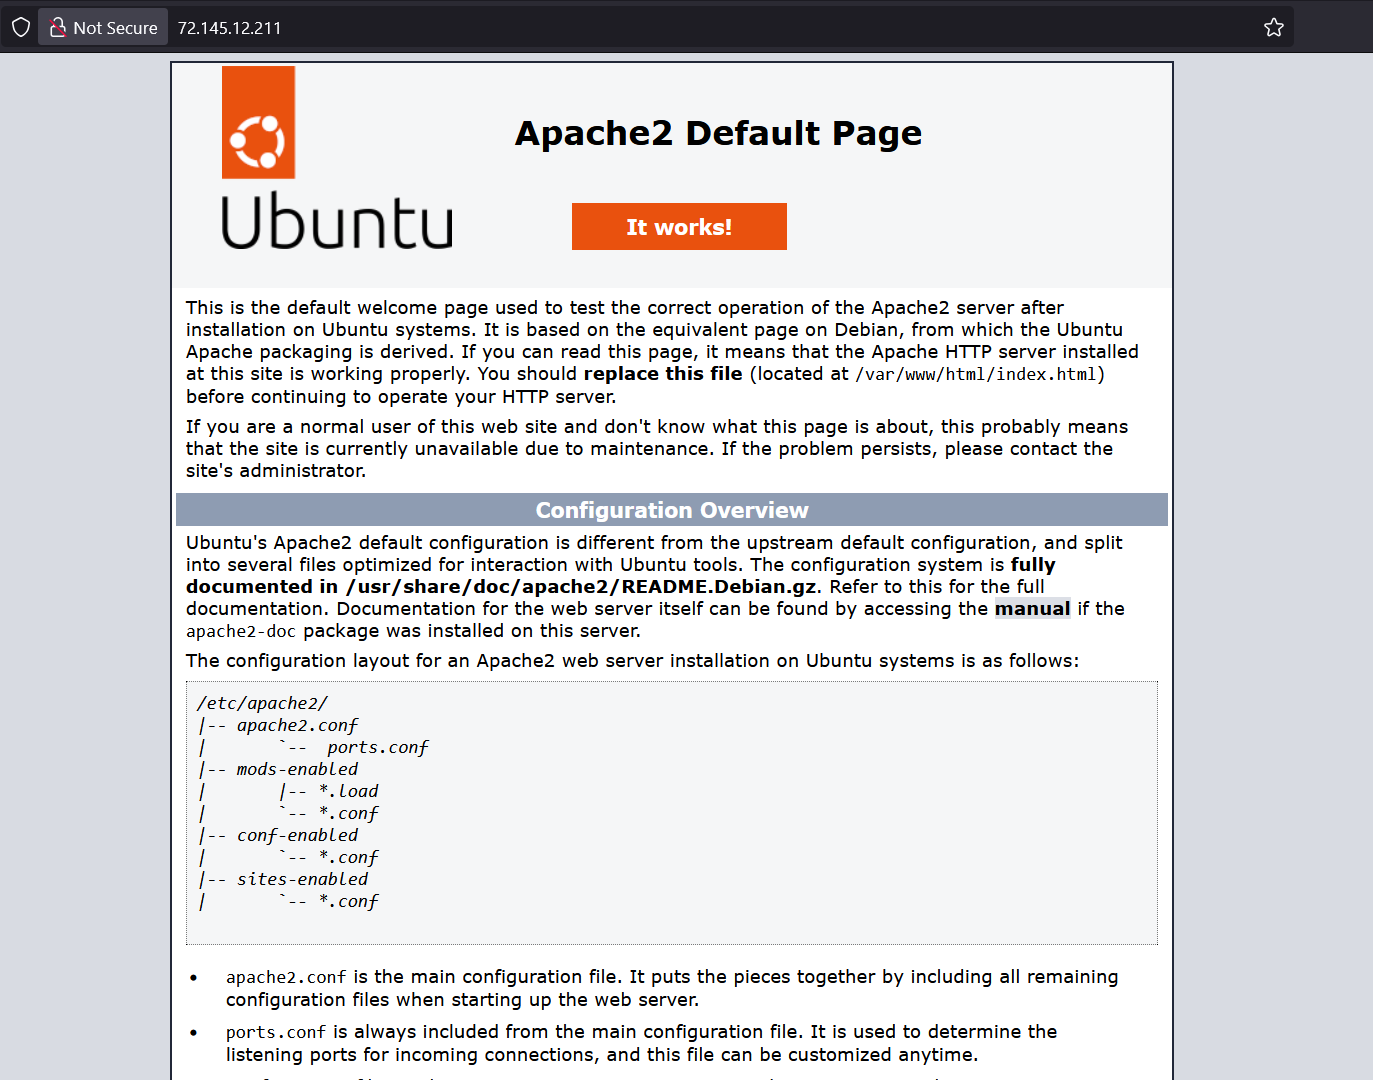 Not Secure 72.145.12.211
Apache2 Default Page
Ubuntu
It works!
This is the default welcome page used to test the correct operation of the Apache2 server after
installation on Ubuntu systems. It is based on the equivalent page on Debian, from which the Ubuntu
Apache packaging is derived. If you can read this page, it means that the Apache HTTP server installed
at this site is working properly. You should replace this file (located at /var/www/html/index.html)
before continuing to operate your HTTP server.
If you are a normal user of this web site and don't know what this page is about, this probably means
that the site is currently unavailable due to maintenance. If the problem persists, please contact the
site's administrator.
Configuration Overview
Ubuntu's Apache2 default configuration is different from the upstream default configuration, and split
into several files optimized for interaction with Ubuntu tools. The configuration system is fully
documented in /usr/share/doc/apache2/README.Debian.gz. Refer to this for the full
documentation. Documentation for the web server itself can be found by accessing the manual if the
apache2-doc package was installed on this server.
The configuration layout for an Apache2 web server installation on Ubuntu systems is as follows:
/etc/apache2/
|-- apache2.conf
|       `--  ports.conf
|-- mods-enabled
|       |-- *.load
|       `-- *.conf
|-- conf-enabled
|       `-- *.conf
|-- sites-enabled
|       `-- *.conf
• apache2.conf is the main configuration file. It puts the pieces together by including all remaining
configuration files when starting up the web server.
• ports.conf is always included from the main configuration file. It is used to determine the
listening ports for incoming connections, and this file can be customized anytime.